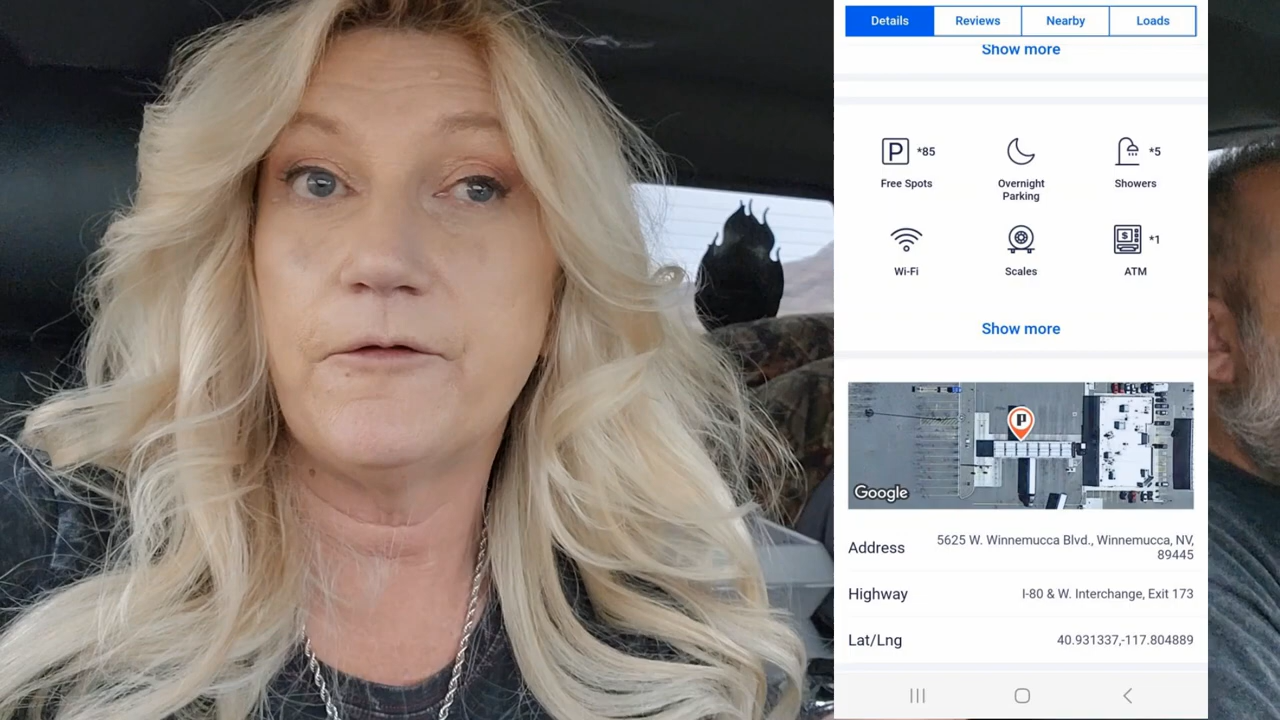 Details
Reviews
Nearby
Loads
Show more
P *85
*5
Free Spots
Overnight
Parking
Showers
$ *1
Wi-Fi
Scales
ATM
Show more
P
Google
Address
5625 W. Winnemucca Blvd., Winnemucca, NV,
89445
Highway
I-80 & W. Interchange, Exit 173
Lat/Lng
40.931337,-117.804889